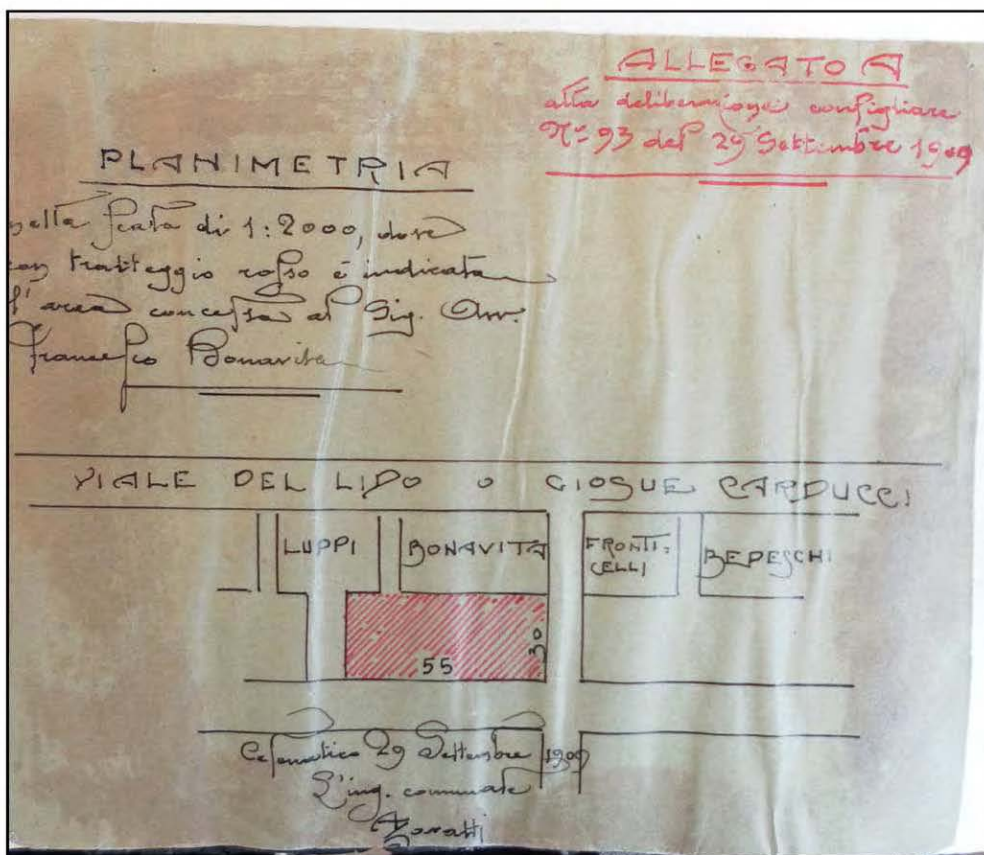 ALLEGATO A
alla deliberazione consigliare
N.º 93 del 29 Settembre 1909
PLANIMETRIA
nella scala di 1:2000, dove
con tratteggio rosso è indicata
l'area concessa al Sig. Avv.
Francesco Bonavita
VIALE DEL LIDO O GIOSUE CARDUCCI
LUPPI
BONAVITA
FRONTI=
CELLI
BEDESCHI
30
55
Cesenatico 29 Settembre 1909
L'ing. comunale